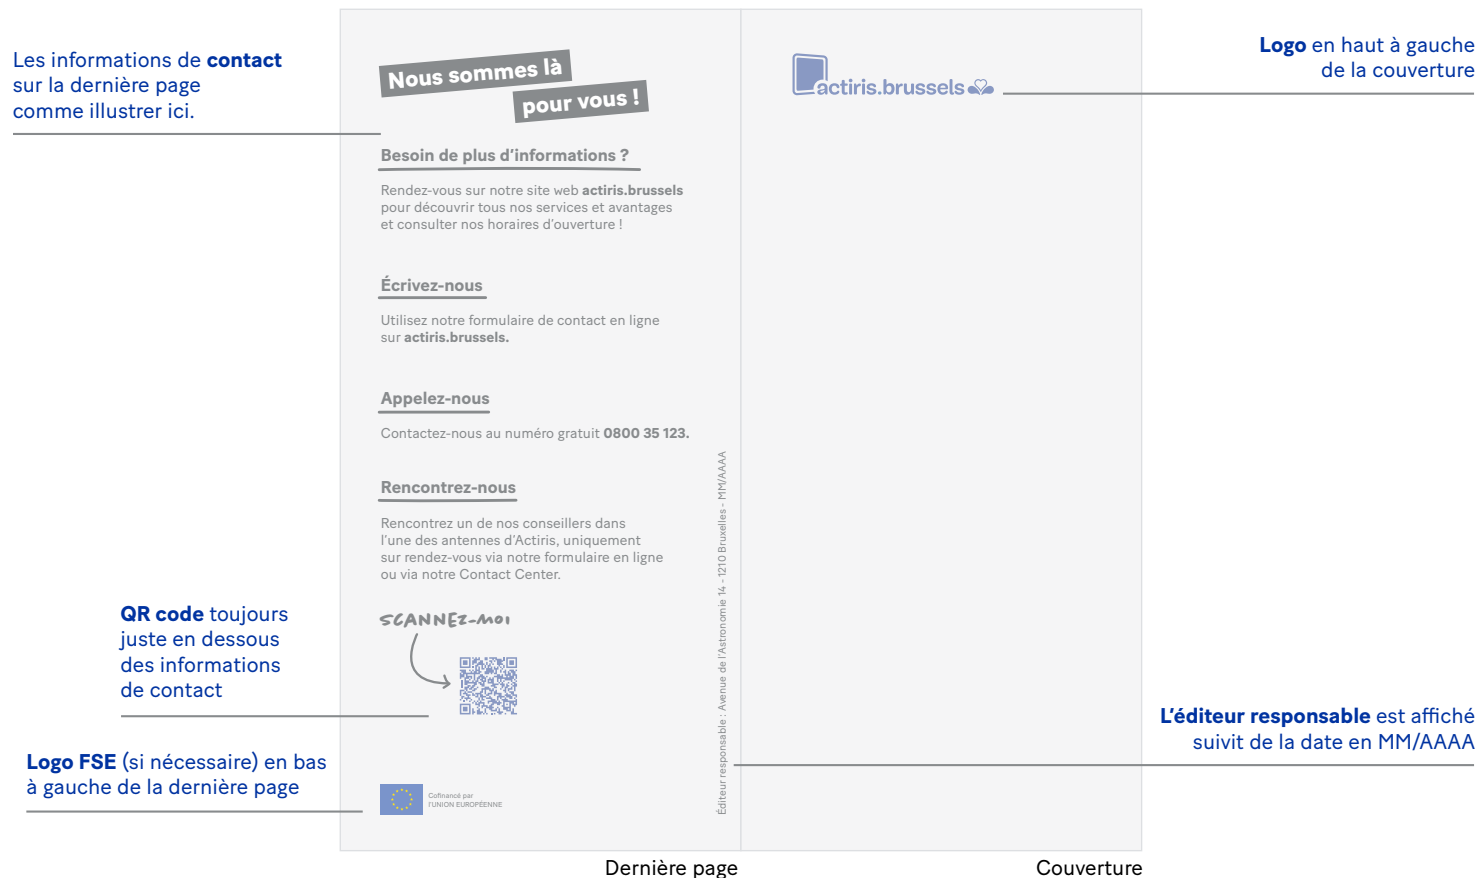 Les informations de contact
sur la dernière page
comme illustrer ici.
Nous sommes là
pour vous !
Besoin de plus d'informations ?
Rendez-vous sur notre site web actiris.brussels
pour découvrir tous nos services et avantages
et consulter nos horaires d'ouverture !
Écrivez-nous
Utilisez notre formulaire de contact en ligne
sur actiris.brussels.
Appelez-nous
Contactez-nous au numéro gratuit 0800 35 123.
Rencontrez-nous
Rencontrez un de nos conseillers dans
l'une des antennes d'Actiris, uniquement
sur rendez-vous via notre formulaire en ligne
ou via notre Contact Center.
SCANNEZ-MOI
QR code toujours
juste en dessous
des informations
de contact
Logo FSE (si nécessaire) en bas
à gauche de la dernière page
Cofinancé par
l'UNION EUROPÉENNE
Éditeur responsable : Avenue de l'Astronomie 14 - 1210 Bruxelles - MM/AAAA
actiris.brussels
Logo en haut à gauche
de la couverture
L'éditeur responsable est affiché
suivit de la date en MM/AAAA
Dernière page
Couverture